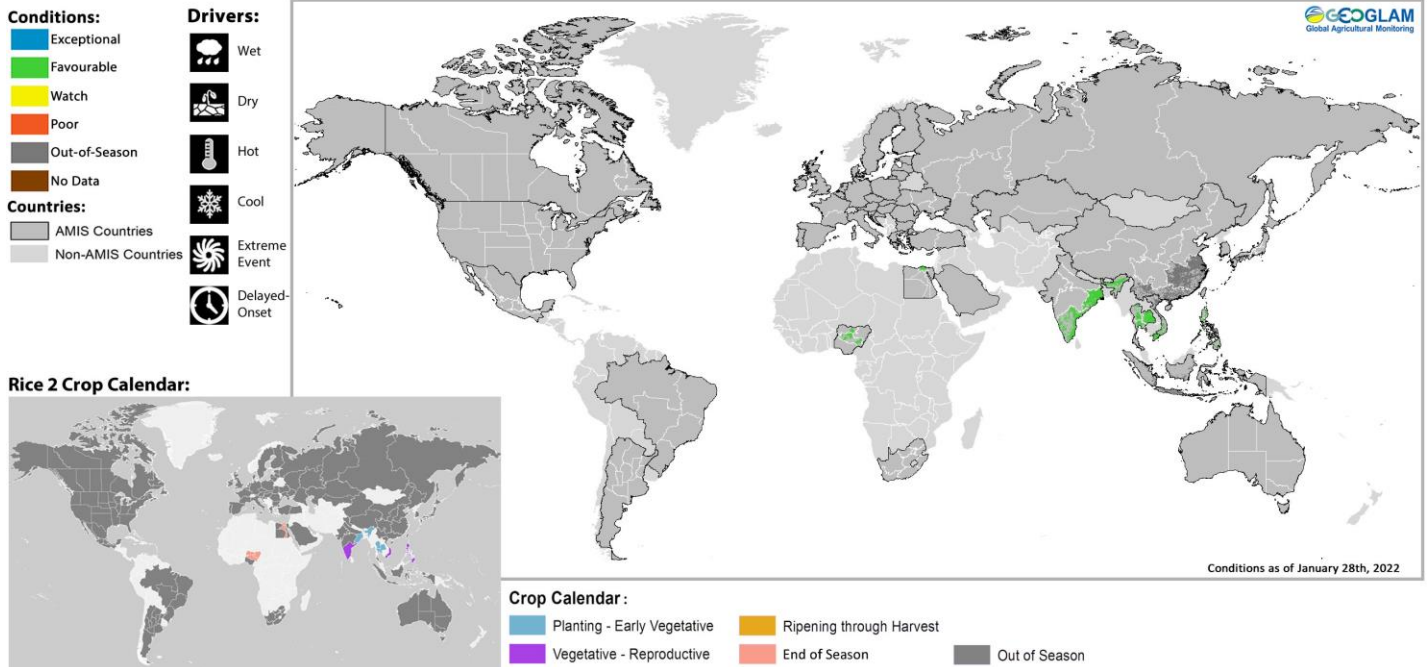 Conditions:
Exceptional
Favourable
Watch
Poor
Out-of-Season
No Data
Countries:
AMIS Countries
Non-AMIS Countries
Drivers:
Wet
Dry
Hot
Cool
Extreme
Event
Delayed-
Onset
GEOGLAM
Global Agricultural Monitoring
Conditions as of January 28th, 2022
Rice 2 Crop Calendar:
Crop Calendar :
Planting - Early Vegetative
Vegetative - Reproductive
Ripening through Harvest
End of Season
Out of Season